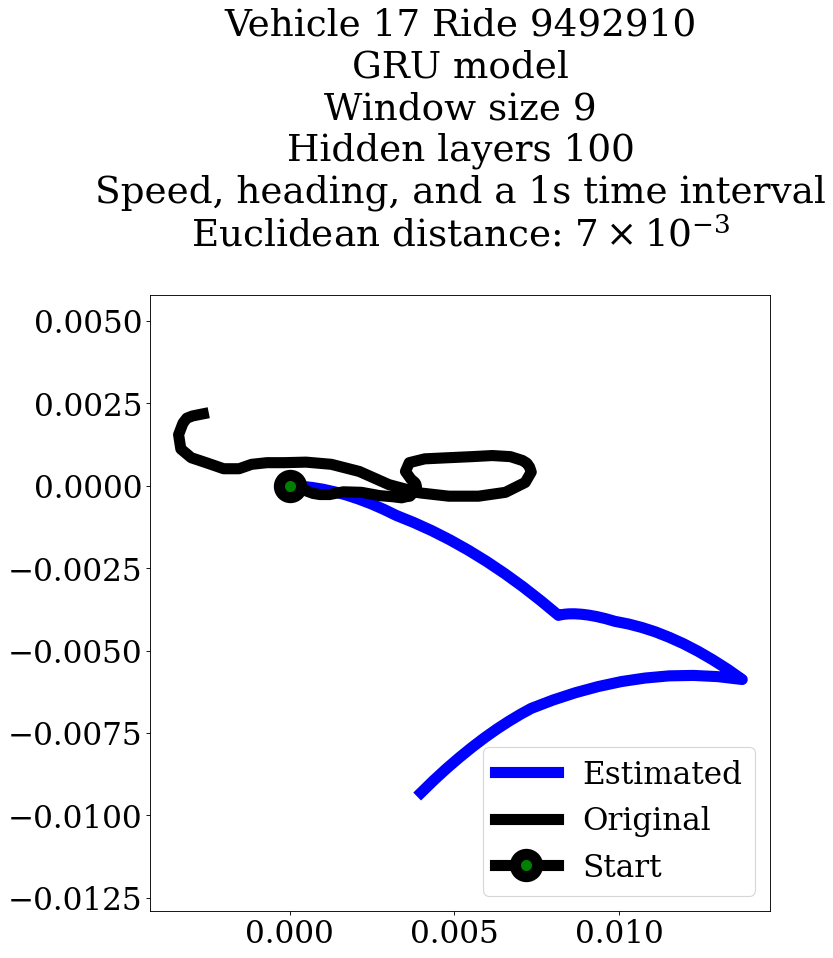 Vehicle 17 Ride 9492910
GRU model
Window size 9
Hidden layers 100
Speed, heading, and a 1s time interval
Euclidean distance: 7 × 10⁻³
0.0050
0.0025
0.0000
−0.0025
−0.0050
−0.0075
−0.0100
−0.0125
0.000 0.005 0.010
Estimated
Original
Start